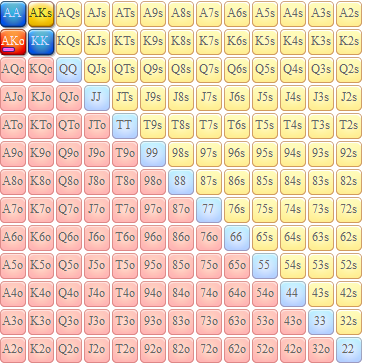 AA AKs AQs AJs ATs A9s A8s A7s A6s A5s A4s A3s A2s
AKo KK KQs KJs KTs K9s K8s K7s K6s K5s K4s K3s K2s
AQo KQo QQ QJs QTs Q9s Q8s Q7s Q6s Q5s Q4s Q3s Q2s
AJo KJo QJo JJ JTs J9s J8s J7s J6s J5s J4s J3s J2s
ATo KTo QTo JTo TT T9s T8s T7s T6s T5s T4s T3s T2s
A9o K9o Q9o J9o T9o 99 98s 97s 96s 95s 94s 93s 92s
A8o K8o Q8o J8o T8o 98o 88 87s 86s 85s 84s 83s 82s
A7o K7o Q7o J7o T7o 97o 87o 77 76s 75s 74s 73s 72s
A6o K6o Q6o J6o T6o 96o 86o 76o 66 65s 64s 63s 62s
A5o K5o Q5o J5o T5o 95o 85o 75o 65o 55 54s 53s 52s
A4o K4o Q4o J4o T4o 94o 84o 74o 64o 54o 44 43s 42s
A3o K3o Q3o J3o T3o 93o 83o 73o 63o 53o 43o 33 32s
A2o K2o Q2o J2o T2o 92o 82o 72o 62o 52o 42o 32o 22